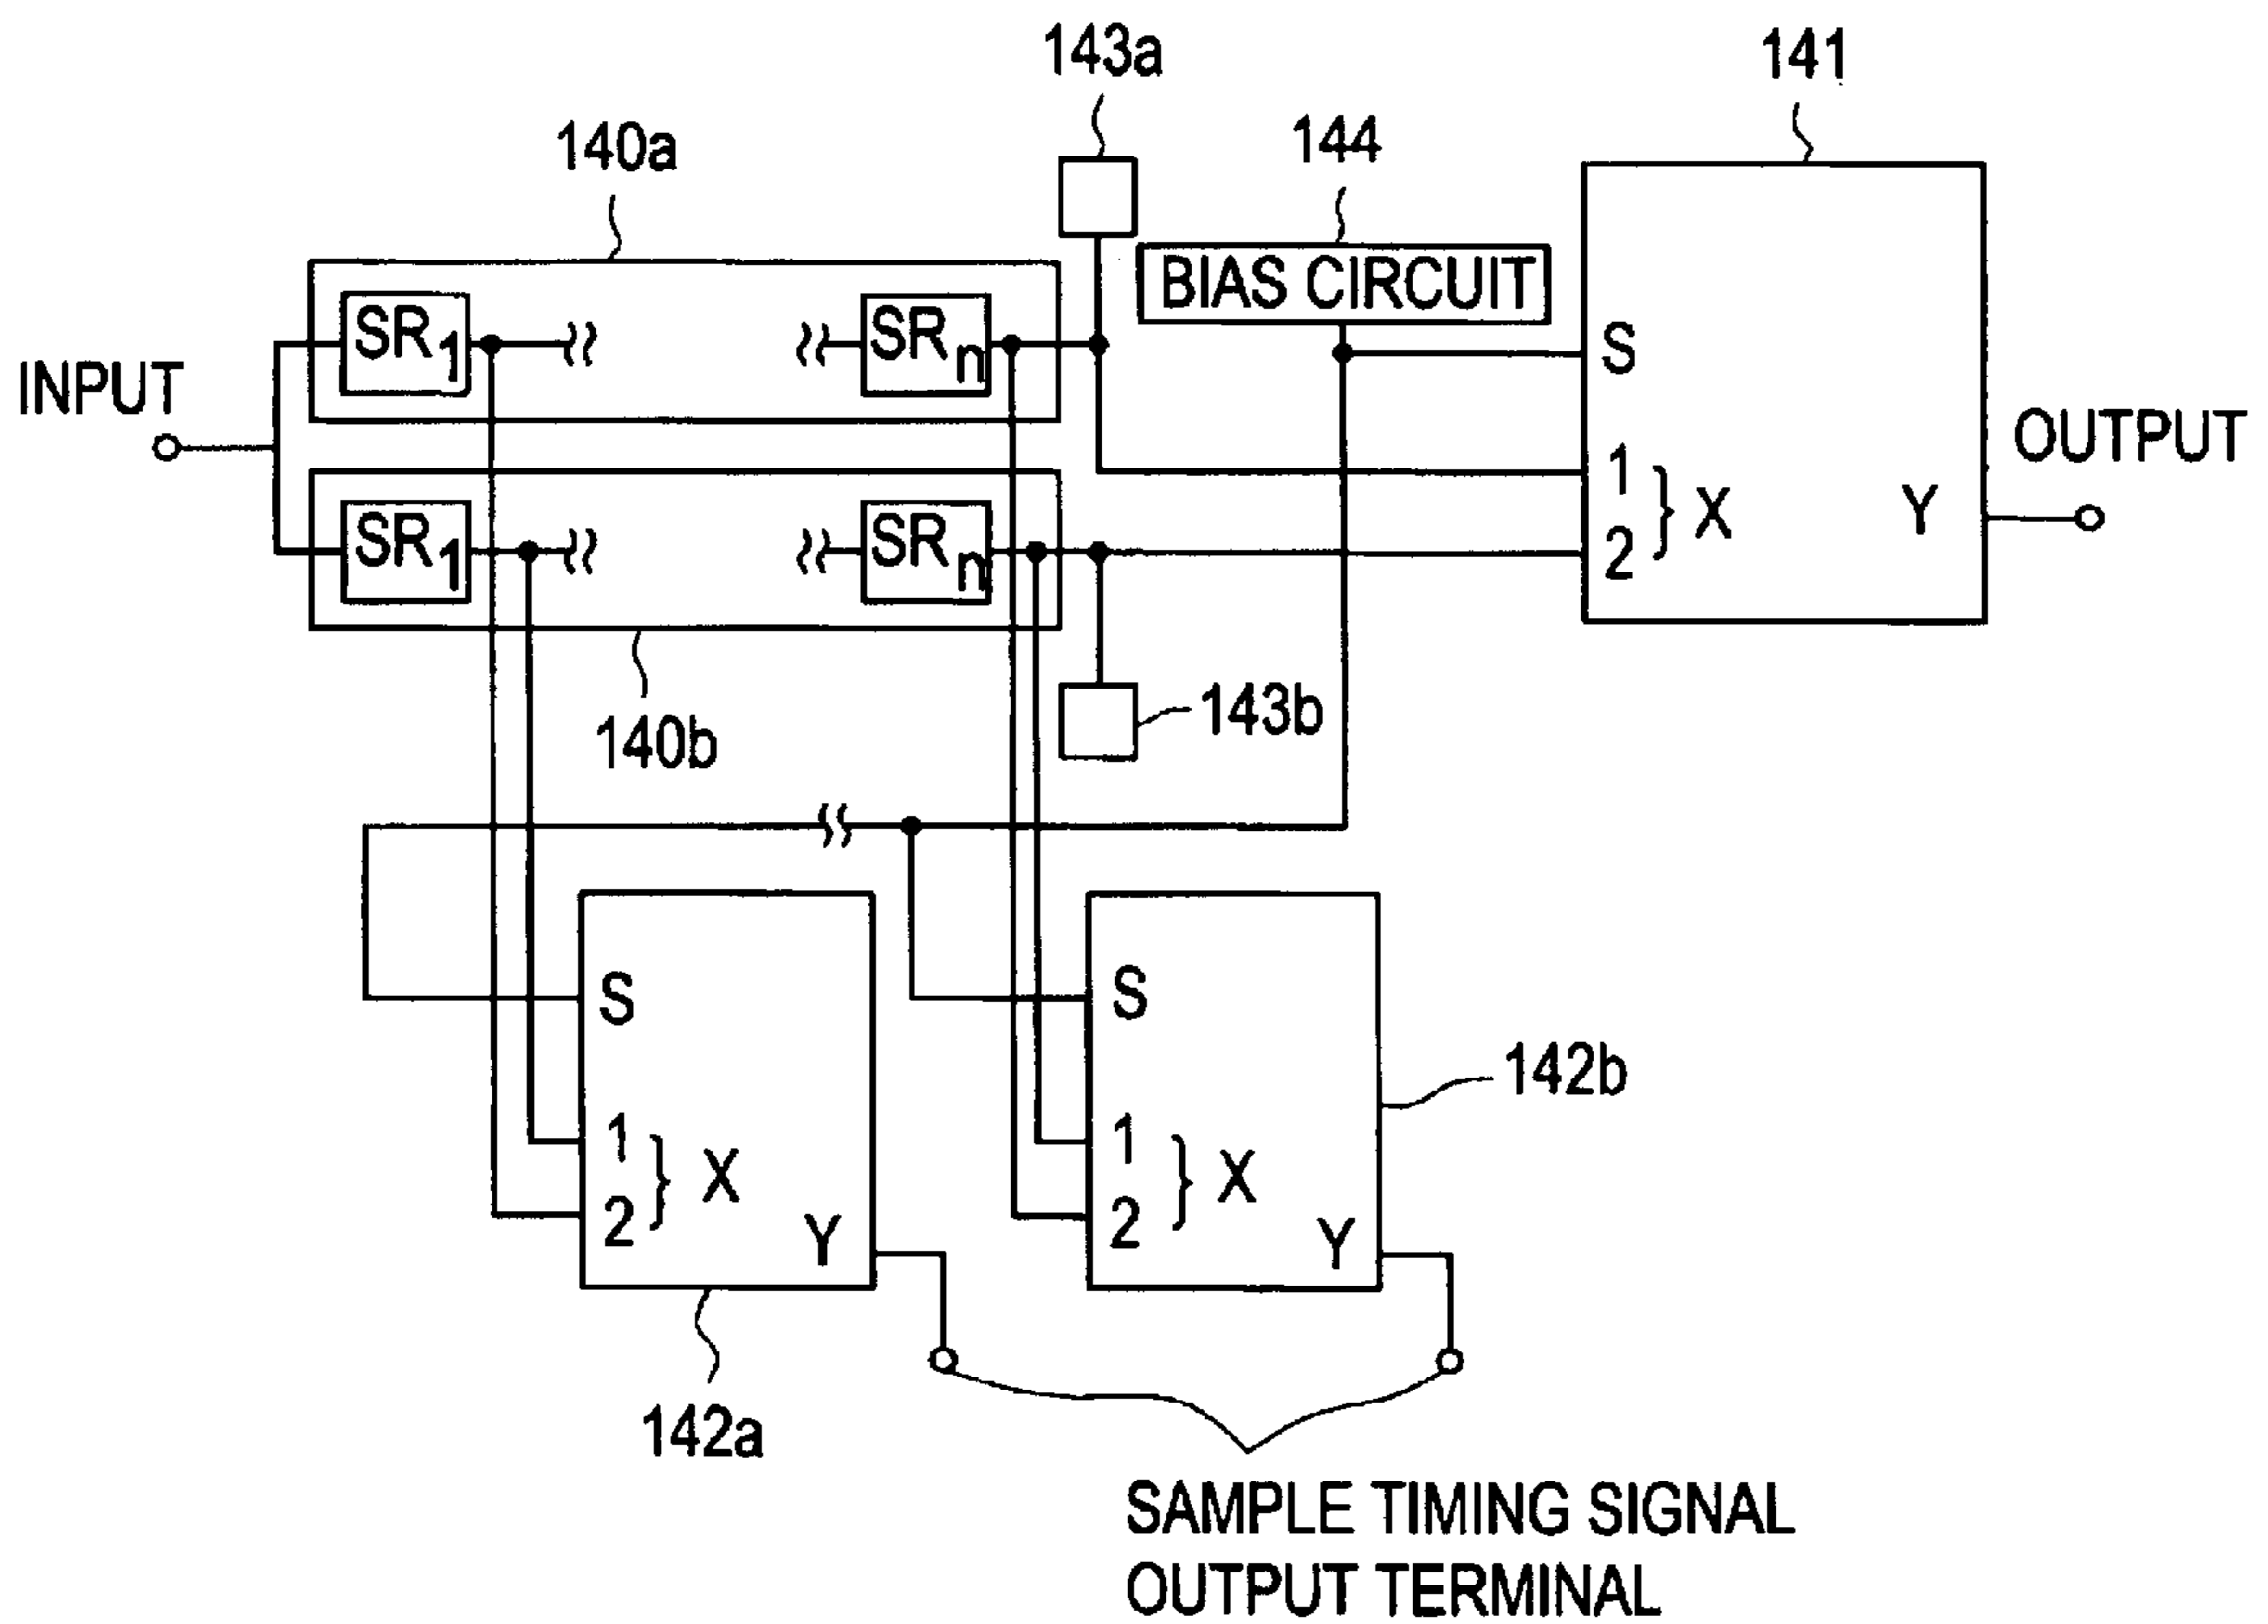 143a
141
140a
144
BIAS CIRCUIT
SR1
SRn
S
INPUT
OUTPUT
1
} X
Y
2
SR1
SRn
143b
140b
S
S
142b
1
} X
2
Y
1
} X
2
Y
142a
SAMPLE TIMING SIGNAL
OUTPUT TERMINAL